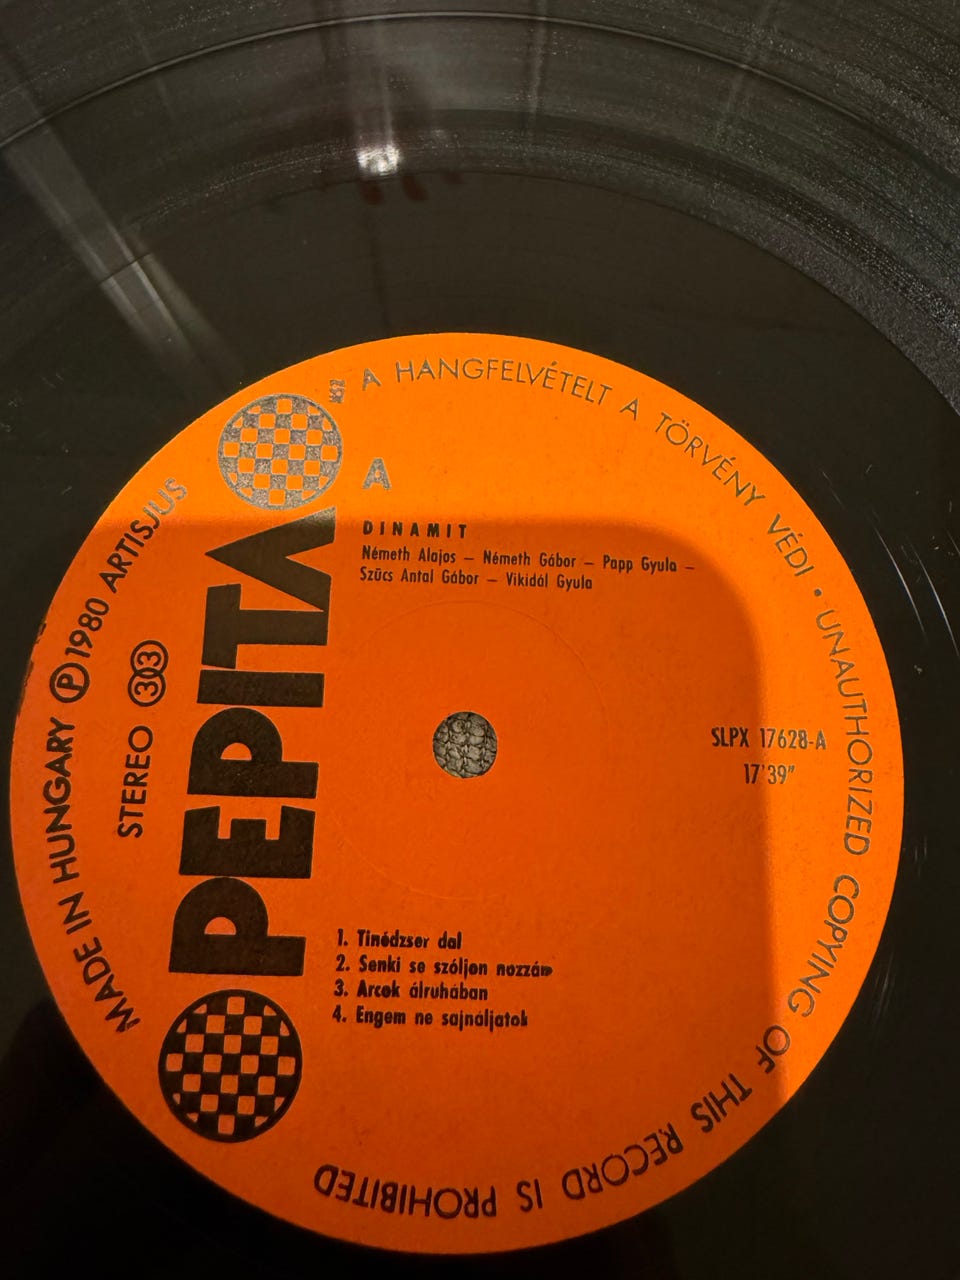 A HANGFELVÉTELT A TÖRVÉNY VÉDI • UNAUTHORIZED COPYING OF THIS RECORD IS PROHIBITED
MADE IN HUNGARY Ⓟ 1980 ARTISJUS
STEREO 303
PEPITA
A
DINAMIT
Németh Alajos — Németh Gábor — Papp Gyula —
Szűcs Antal Gábor — Vikidál Gyula
SLPX 17628-A
17'39"
1. Tinédzser dal
2. Senki se szóljon hozzám
3. Arcok álruhában
4. Engem ne sajnáljatok